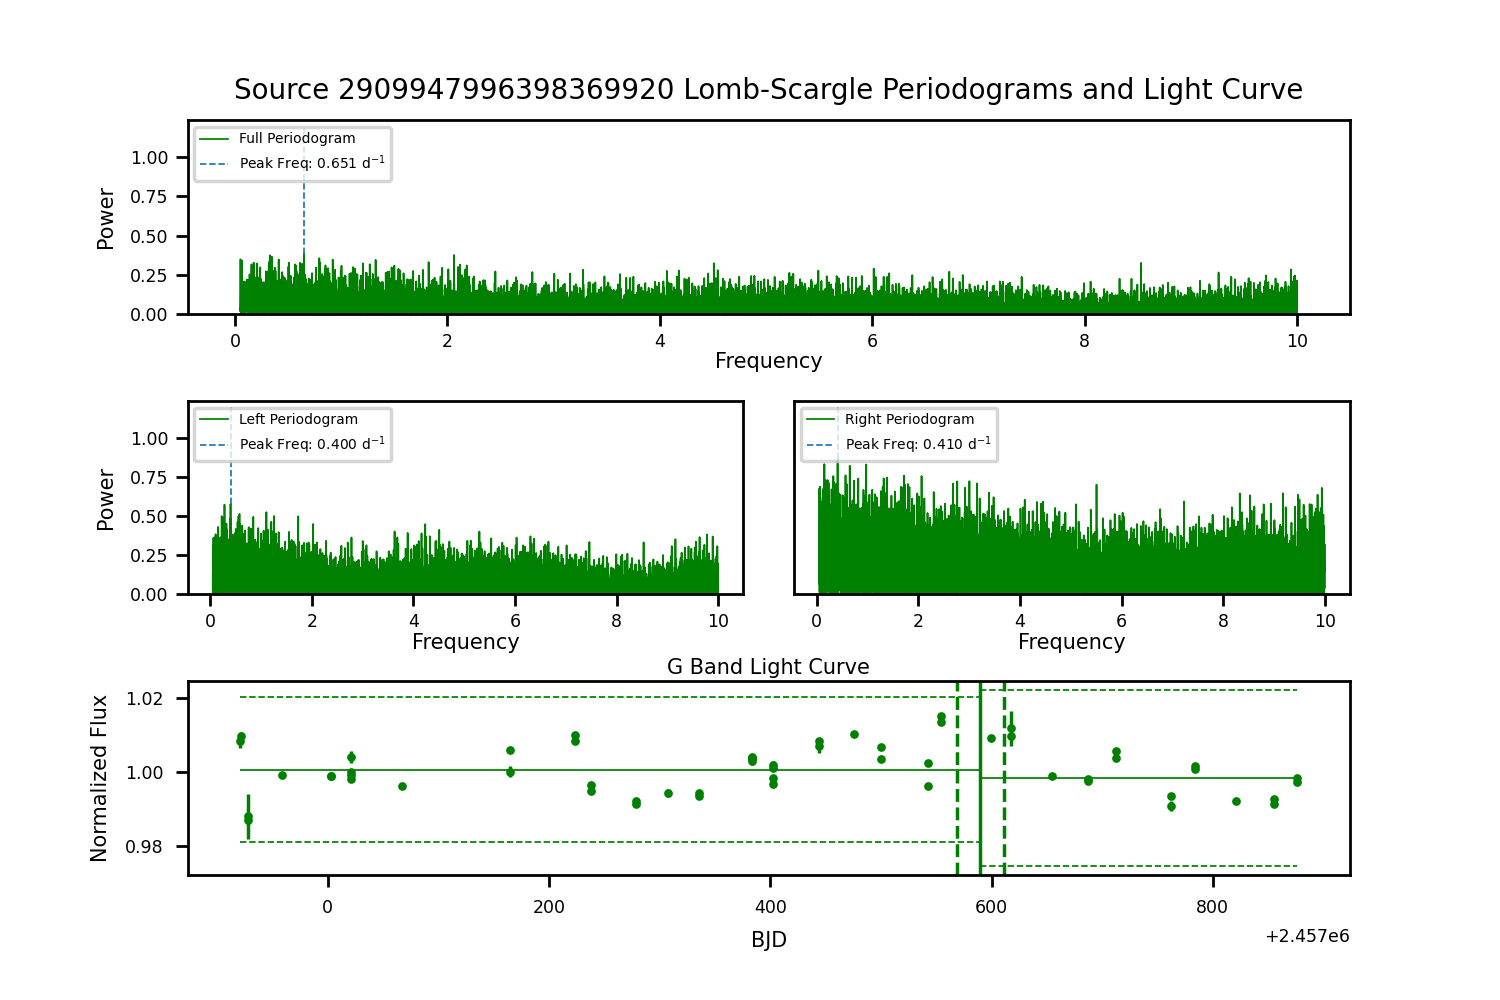 Source 2909947996398369920 Lomb-Scargle Periodograms and Light Curve
Full Periodogram
Peak Freq: 0.651 d⁻¹
1.00
0.75
0.50
0.25
0.00
Power
0 2 4 6 8 10
Frequency
Left Periodogram
Peak Freq: 0.400 d⁻¹
1.00
0.75
0.50
0.25
0.00
Power
0 2 4 6 8 10
Frequency
Right Periodogram
Peak Freq: 0.410 d⁻¹
0 2 4 6 8 10
Frequency
G Band Light Curve
1.02
1.00
0.98
Normalized Flux
0 200 400 600 800
BJD
+2.457e6